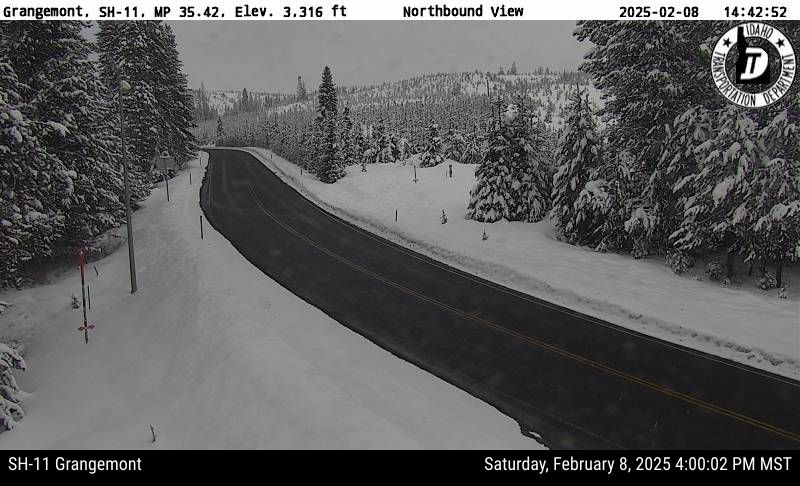 Grangemont, SH-11, MP 35.42, Elev. 3,316 ft Northbound View 2025-02-08 14:42:52
IDAHO
TRANSPORTATION DEPARTMENT
SH-11 Grangemont Saturday, February 8, 2025 4:00:02 PM MST